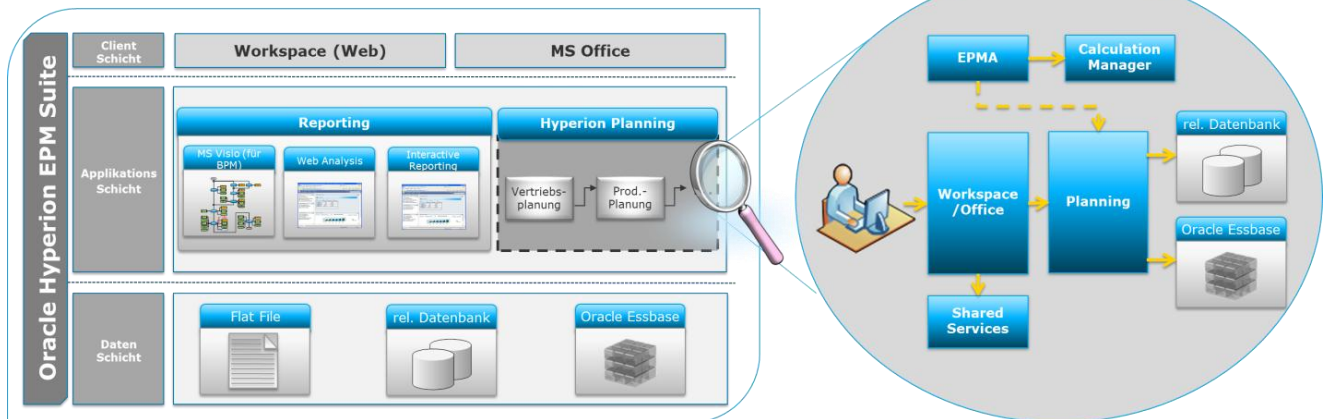 Oracle Hyperion EPM Suite
Client
Schicht
Workspace (Web)
MS Office
Applikations
Schicht
Reporting
MS Visio (für
BPM)
Web Analysis
Interactive
Reporting
Hyperion Planning
Vertriebs-
planung
Prod.-
Planung
Daten
Schicht
Flat File
rel. Datenbank
Oracle Essbase
EPMA
Calculation
Manager
Workspace
/Office
Planning
rel. Datenbank
Oracle Essbase
Shared
Services